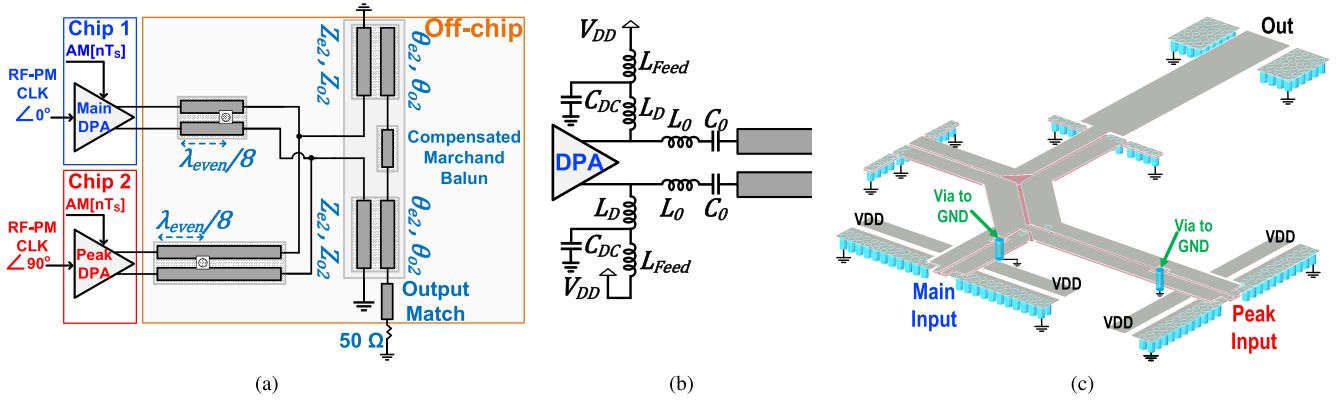 Chip 1
AM[nTS]
RF-PM
CLK
∠0°
Main
DPA
λeven/8
Chip 2
AM[nTS]
RF-PM
CLK
∠90°
Peak
DPA
λeven/8
Off-chip
Ze2, Zo2
θe2, θo2
Compensated
Marchand
Balun
Ze2, Zo2
θe2, θo2
Output
Match
50 Ω
(a)
VDD
LFeed
CDC
LD
L0
C0
DPA
LD
L0
C0
CDC
LFeed
VDD
(b)
Out
Via to
GND
VDD
Via to
GND
VDD
VDD
Main
Input
VDD
Peak
Input
(c)